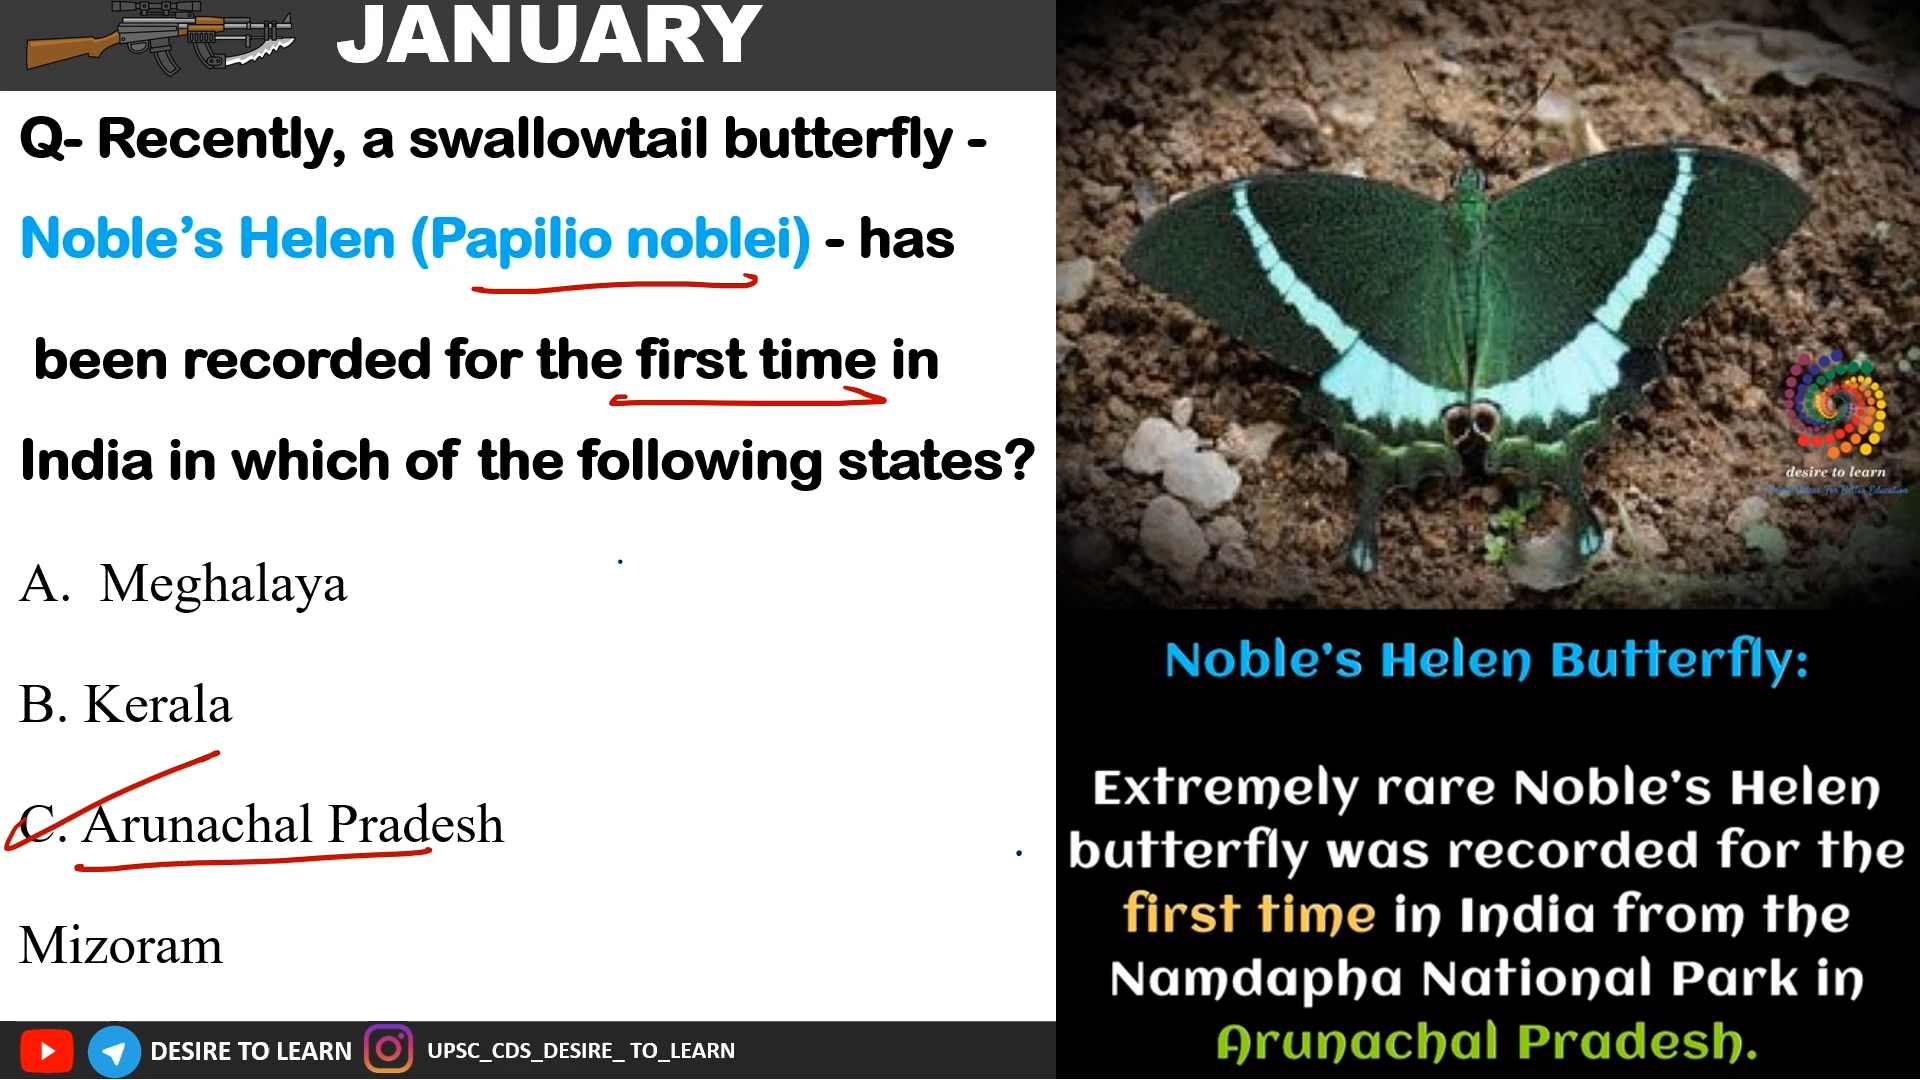 JANUARY
Q- Recently, a swallowtail butterfly -
Noble’s Helen (Papilio noblei) - has
been recorded for the first time in
India in which of the following states?
A. Meghalaya
B. Kerala
C. Arunachal Pradesh
Mizoram
DESIRE TO LEARN
UPSC_CDS_DESIRE_ TO_LEARN
desire to learn
For Better Education
Noble’s Helen Butterfly:
Extremely rare Noble’s Helen
butterfly was recorded for the
first time in India from the
Namdapha National Park in
Arunachal Pradesh.